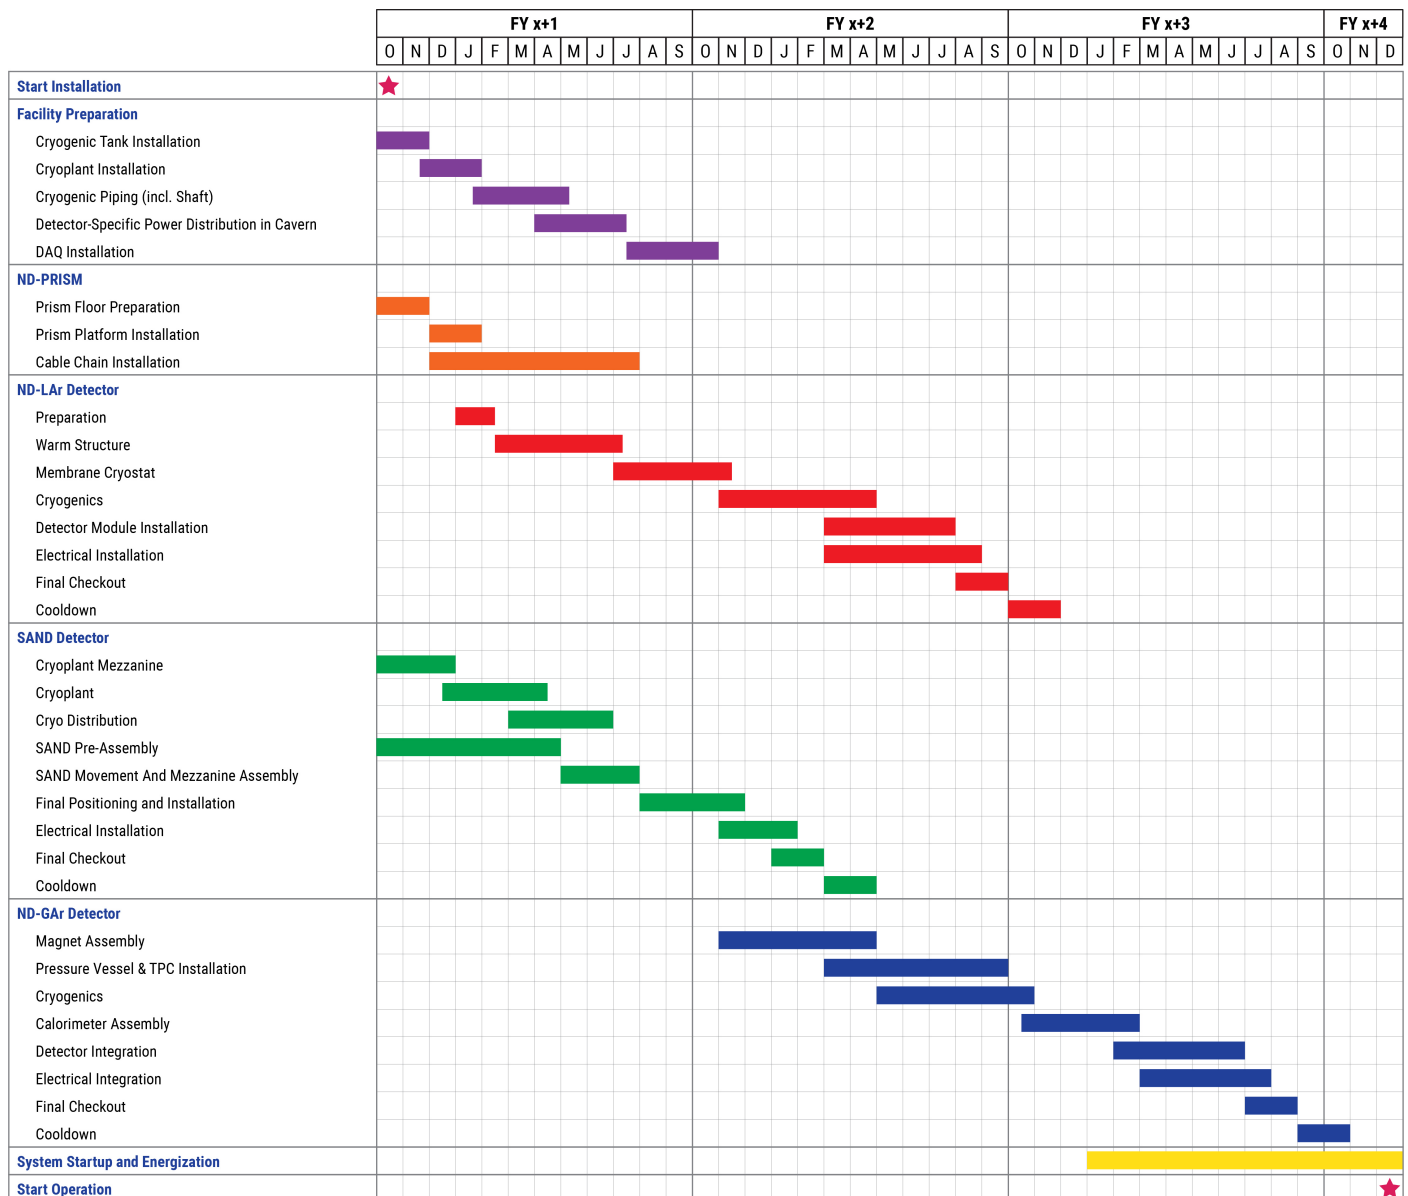 FY x+1 FY x+2 FY x+3 FY x+4
O N D J F M A M J J A S O N D J F M A M J J A S O N D J F M A M J J A S O N D
Start Installation
Facility Preparation
Cryogenic Tank Installation
Cryoplant Installation
Cryogenic Piping (incl. Shaft)
Detector-Specific Power Distribution in Cavern
DAQ Installation
ND-PRISM
Prism Floor Preparation
Prism Platform Installation
Cable Chain Installation
ND-LAr Detector
Preparation
Warm Structure
Membrane Cryostat
Cryogenics
Detector Module Installation
Electrical Installation
Final Checkout
Cooldown
SAND Detector
Cryoplant Mezzanine
Cryoplant
Cryo Distribution
SAND Pre-Assembly
SAND Movement And Mezzanine Assembly
Final Positioning and Installation
Electrical Installation
Final Checkout
Cooldown
ND-GAr Detector
Magnet Assembly
Pressure Vessel & TPC Installation
Cryogenics
Calorimeter Assembly
Detector Integration
Electrical Integration
Final Checkout
Cooldown
System Startup and Energization
Start Operation